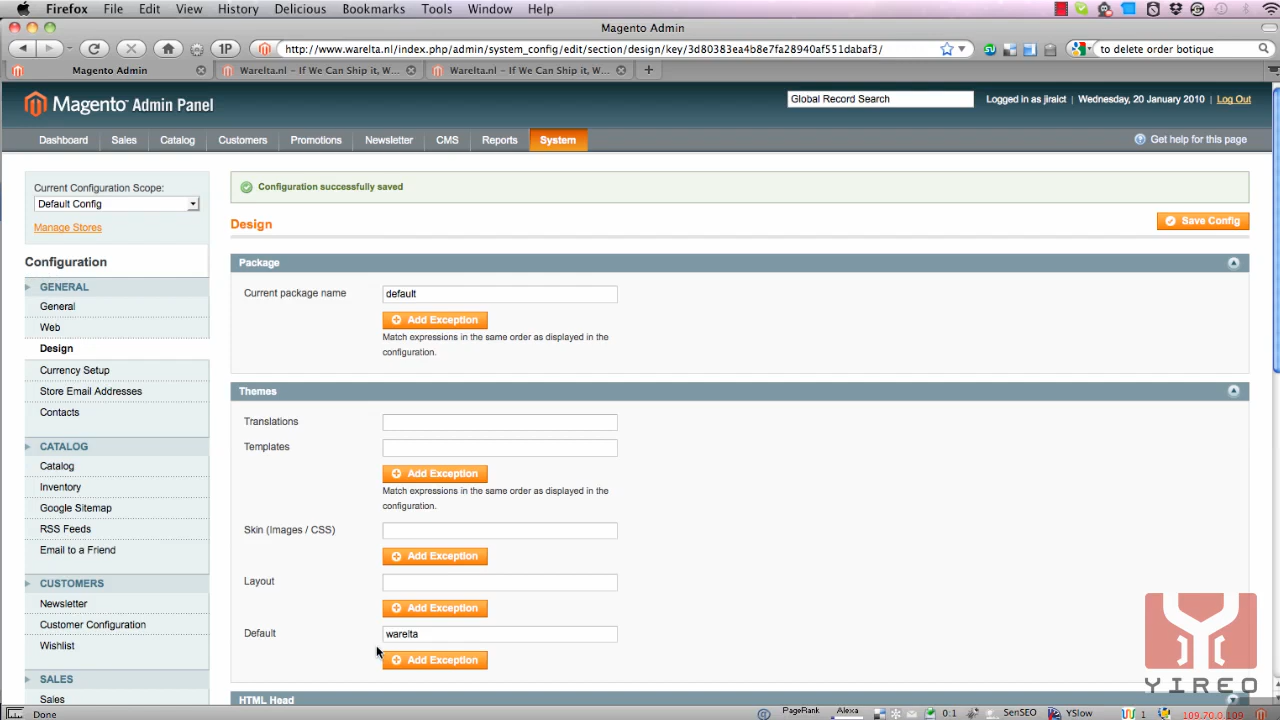 Firefox File Edit View History Delicious Bookmarks Tools Window Help
Magento Admin
1P http://www.warelta.nl/index.php/admin/system_config/edit/section/design/key/3d80383ea4b8e7fa28940af551dabaf3/ to delete order botique
Magento Admin Warelta.nl - If We Can Ship it, W... Warelta.nl - If We Can Ship it, W...
Magento Admin Panel Global Record Search Logged in as jiraict | Wednesday, 20 January 2010 | Log Out
Dashboard Sales Catalog Customers Promotions Newsletter CMS Reports System Get help for this page
Current Configuration Scope:
Default Config
Manage Stores
Configuration
GENERAL
General
Web
Design
Currency Setup
Store Email Addresses
Contacts
CATALOG
Catalog
Inventory
Google Sitemap
RSS Feeds
Email to a Friend
CUSTOMERS
Newsletter
Customer Configuration
Wishlist
SALES
Sales
Configuration successfully saved
Design Save Config
Package
Current package name default
Add Exception
Match expressions in the same order as displayed in the
configuration.
Themes
Translations
Templates
Add Exception
Match expressions in the same order as displayed in the
configuration.
Skin (Images / CSS)
Add Exception
Layout
Add Exception
Default warelta
Add Exception
HTML Head
YIREO
Done PageRank Alexa 0:1 SenSEO YSlow 1 109.70.0.109